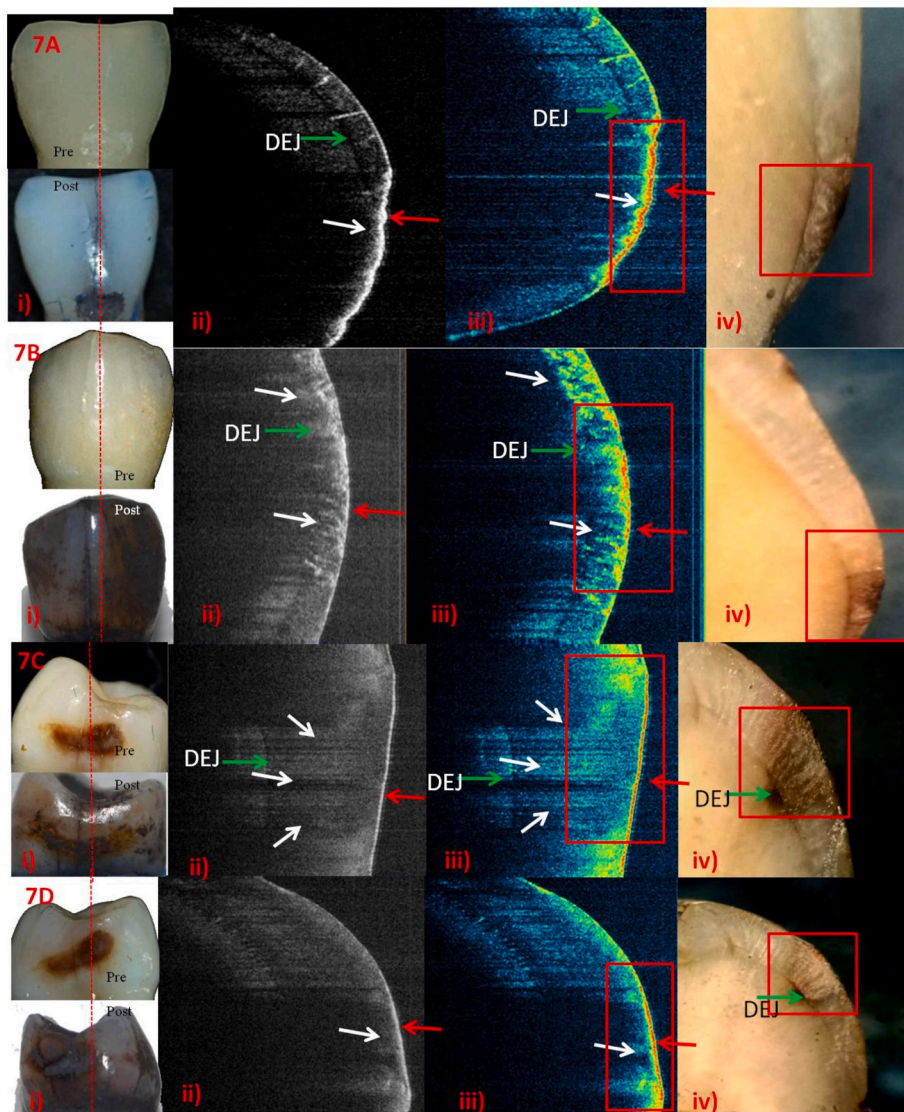 7A
Pre
Post
i)
DEJ
ii)
DEJ
iii)
iv)
7B
Pre
Post
i)
DEJ
ii)
DEJ
iii)
iv)
7C
Pre
Post
i)
DEJ
ii)
DEJ
iii)
DEJ
iv)
7D
Pre
Post
i)
ii)
iii)
DEJ
iv)